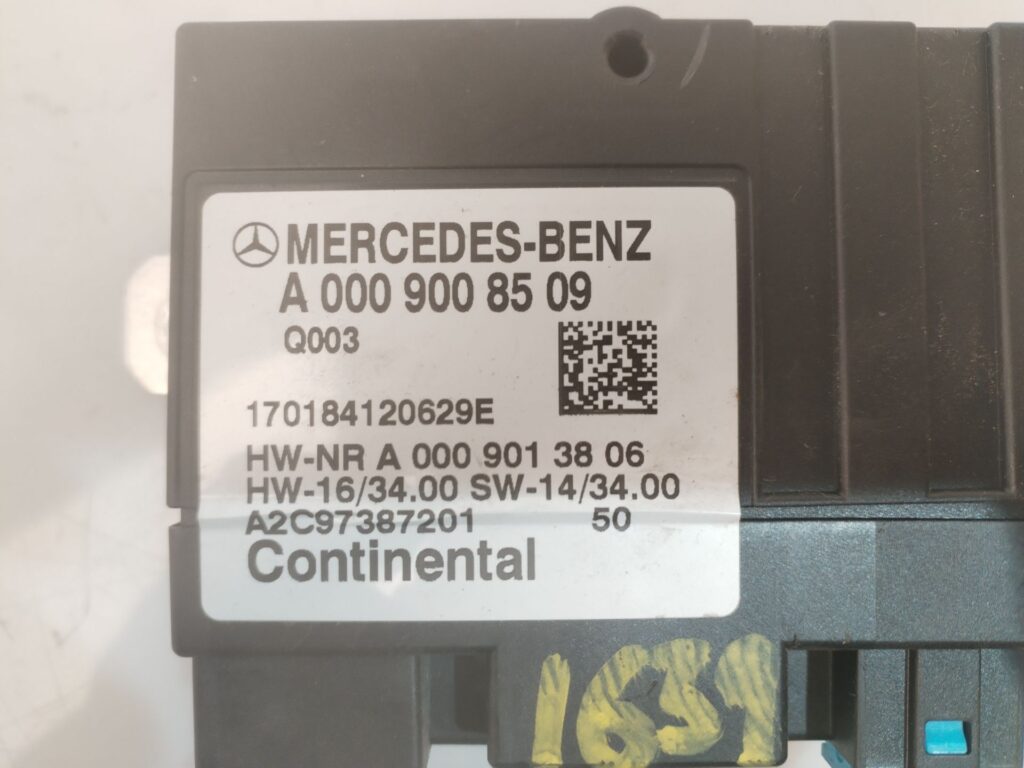 MERCEDES-BENZ
A 000 900 85 09
Q003
170184120629E
HW-NR A 000 901 38 06
HW-16/34.00 SW-14/34.00
A2C97387201 50
Continental
1639